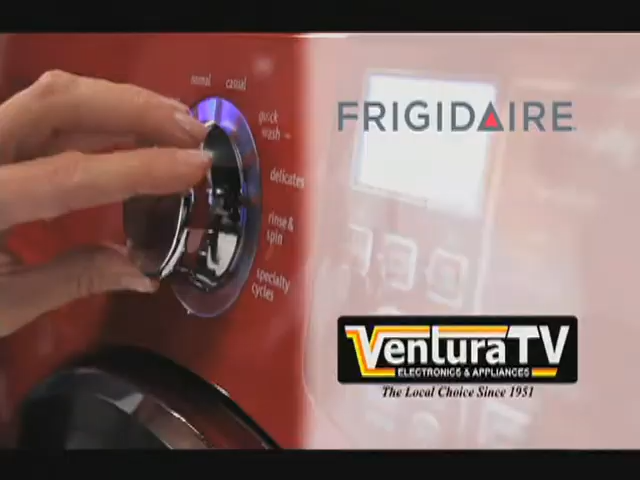 normal casual
quick
wash
delicates
rinse &
spin
specialty
cycles
FRIGIDAIRE
VenturaTV
ELECTRONICS & APPLIANCES
The Local Choice Since 1951